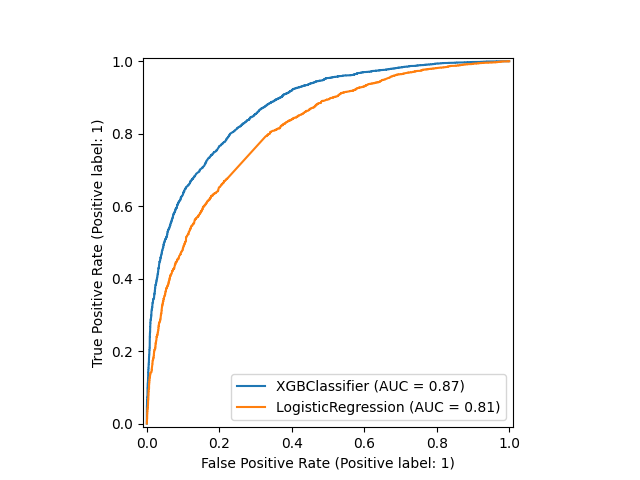 1.0
0.8
0.6
0.4
0.2
0.0
True Positive Rate (Positive label: 1)
XGBClassifier (AUC = 0.87)
LogisticRegression (AUC = 0.81)
0.0 0.2 0.4 0.6 0.8 1.0
False Positive Rate (Positive label: 1)